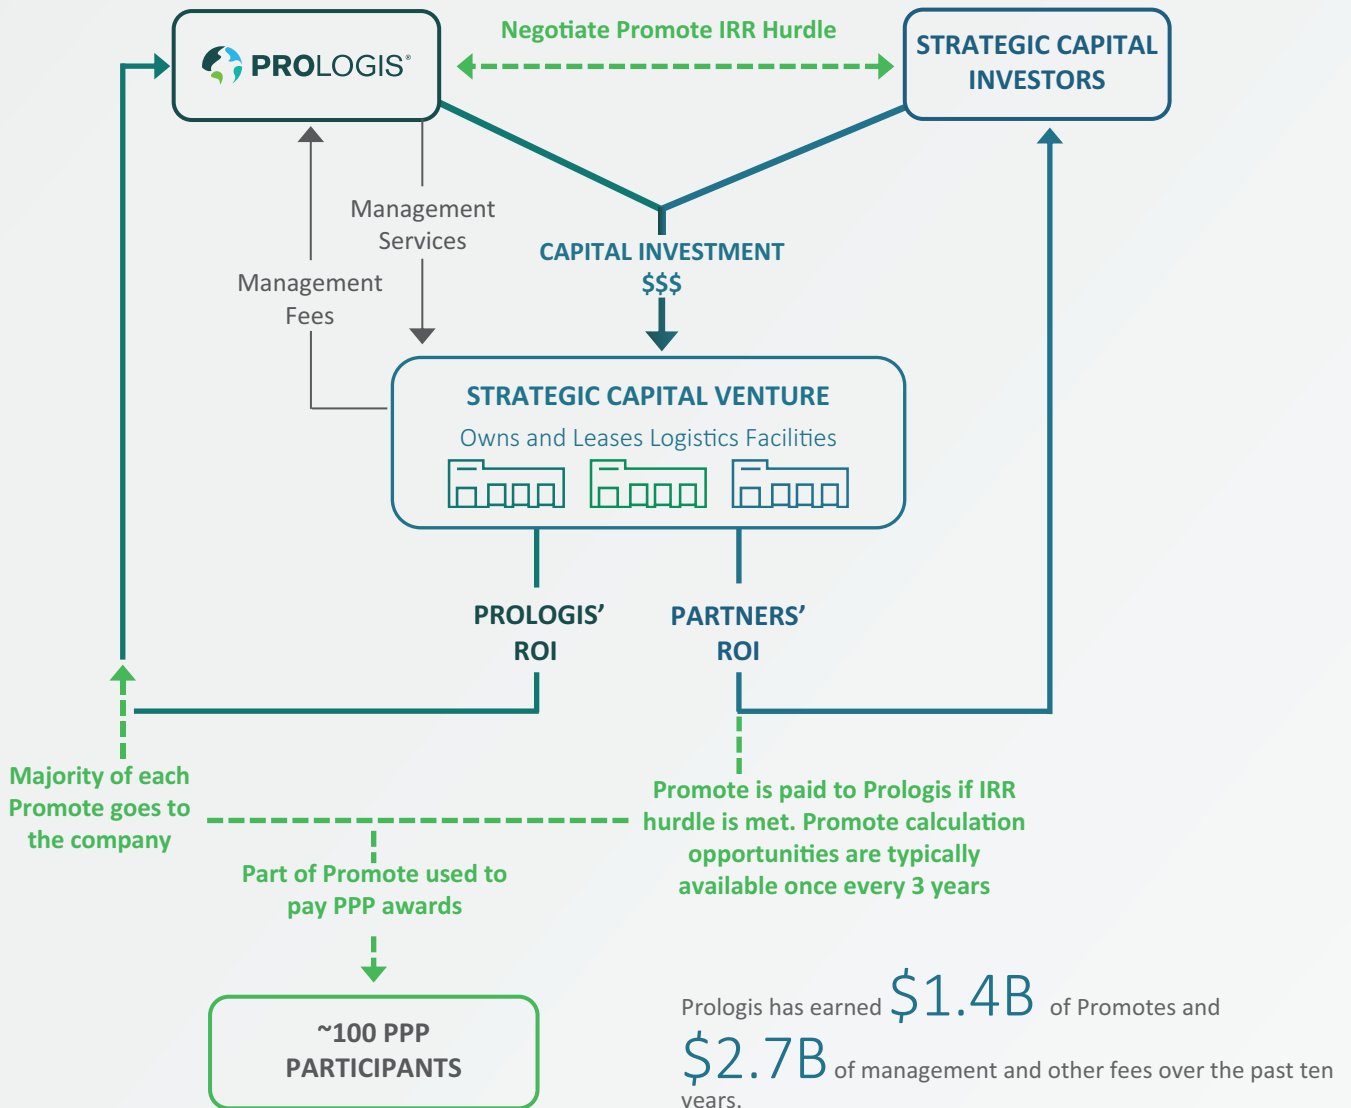 Negotiate Promote IRR Hurdle
PROLOGIS®
STRATEGIC CAPITAL
INVESTORS
Management
Services
Management
Fees
CAPITAL INVESTMENT
$$$
STRATEGIC CAPITAL VENTURE
Owns and Leases Logistics Facilities
PROLOGIS’
ROI
PARTNERS’
ROI
Majority of each
Promote goes to
the company
Promote is paid to Prologis if IRR
hurdle is met. Promote calculation
opportunities are typically
available once every 3 years
Part of Promote used to
pay PPP awards
~100 PPP
PARTICIPANTS
Prologis has earned $1.4B of Promotes and
$2.7B of management and other fees over the past ten
years.